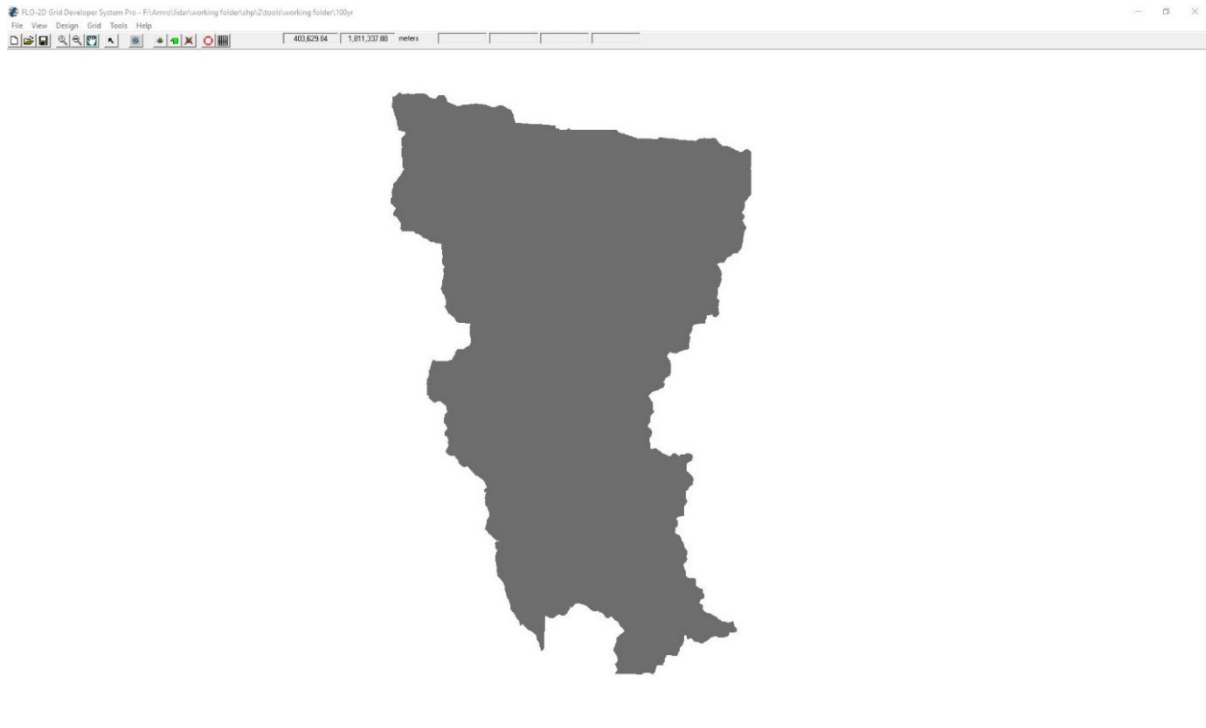 FLO-2D Grid Developer System Pro - F:\Amro\lidar\working folder\shp\2\tools\working folder\100yr
File View Design Grid Tools Help
403,629.84 1,811,337.88 meters